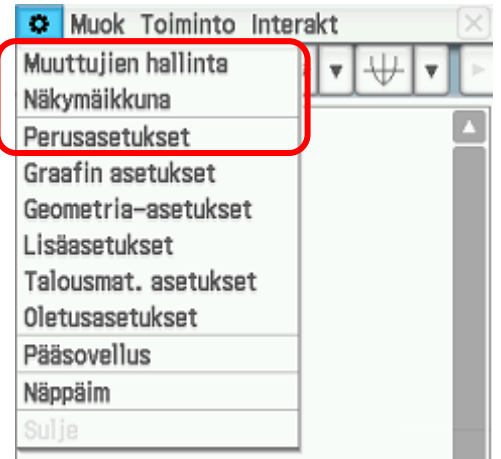 Muok Toiminto Interakt
Muuttujien hallinta
Näkymäikkuna
Perusasetukset
Graafin asetukset
Geometria-asetukset
Lisäasetukset
Talousmat. asetukset
Oletusasetukset
Pääsovellus
Näppäim
Sulje